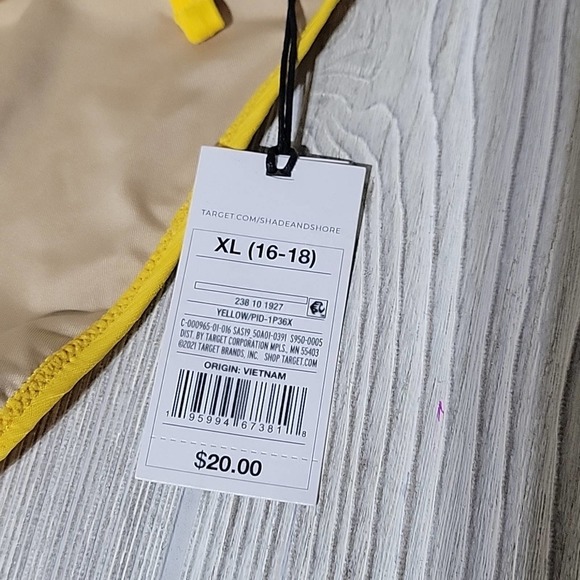 TARGET.COM/SHADEANDSHORE
XL (16-18)
238 10 1927
YELLOW/PID-1P36X
C-000965-01-016 SAS19 50A01-0391 S950-0005
DIST. BY TARGET CORPORATION MPLS., MN 55403
©2021 TARGET BRANDS, INC. SHOP TARGET.COM
ORIGIN: VIETNAM
1 95994 67381 8
$20.00